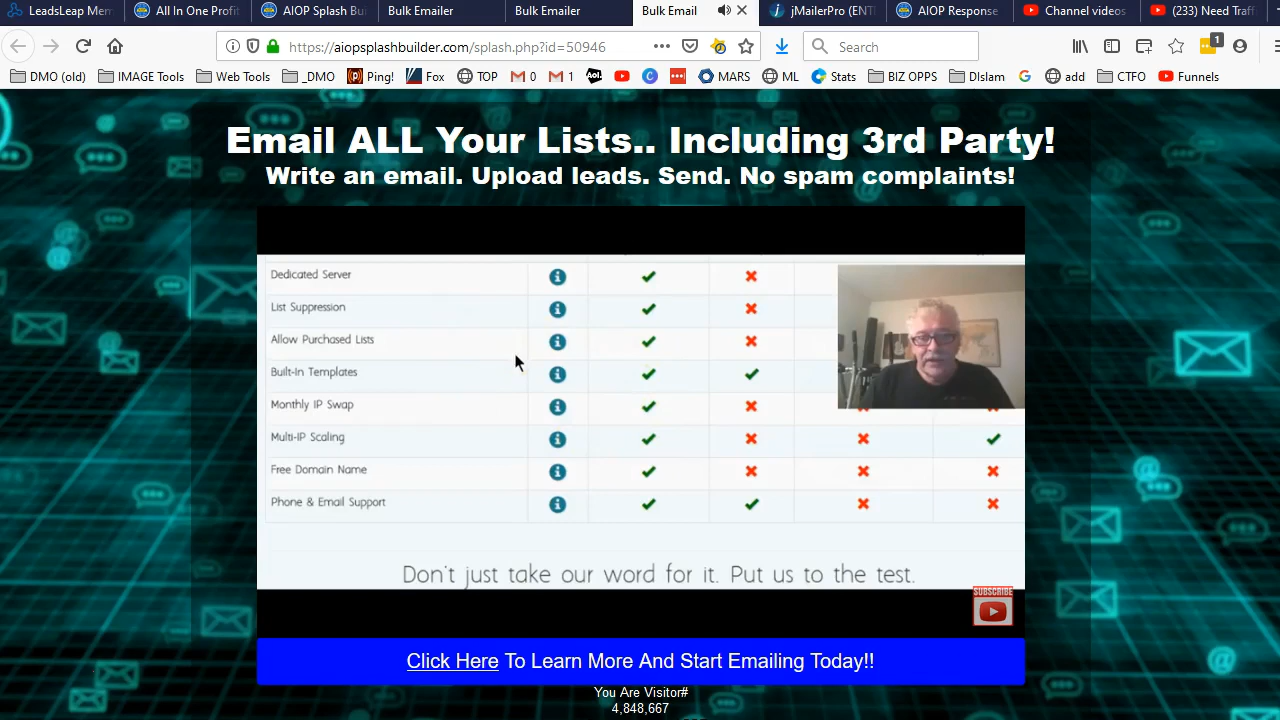 LeadsLeap Mem
All In One Profit
AIOP Splash Bu
Bulk Emailer
Bulk Emailer
Bulk Email
jMailerPro (ENT
AIOP Response
Channel videos
(233) Need Traff
https://aiopsplashbuilder.com/splash.php?id=50946
Search
1
DMO (old)
IMAGE Tools
Web Tools
_DMO
Ping!
Fox
TOP
0
1
Aol.
MARS
ML
Stats
BIZ OPPS
DIslam
add
CTFO
Funnels
Email ALL Your Lists.. Including 3rd Party!
Write an email. Upload leads. Send. No spam complaints!
Dedicated Server
List Suppression
Allow Purchased Lists
Built-In Templates
Monthly IP Swap
Multi-IP Scaling
Free Domain Name
Phone & Email Support
Don't just take our word for it. Put us to the test.
SUBSCRIBE
Click Here To Learn More And Start Emailing Today!!
You Are Visitor#
4,848,667